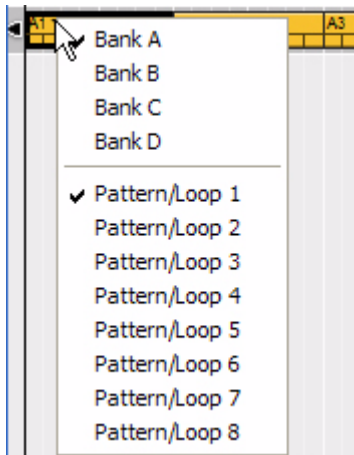 A1 A3
Bank A
Bank B
Bank C
Bank D
Pattern/Loop 1
Pattern/Loop 2
Pattern/Loop 3
Pattern/Loop 4
Pattern/Loop 5
Pattern/Loop 6
Pattern/Loop 7
Pattern/Loop 8